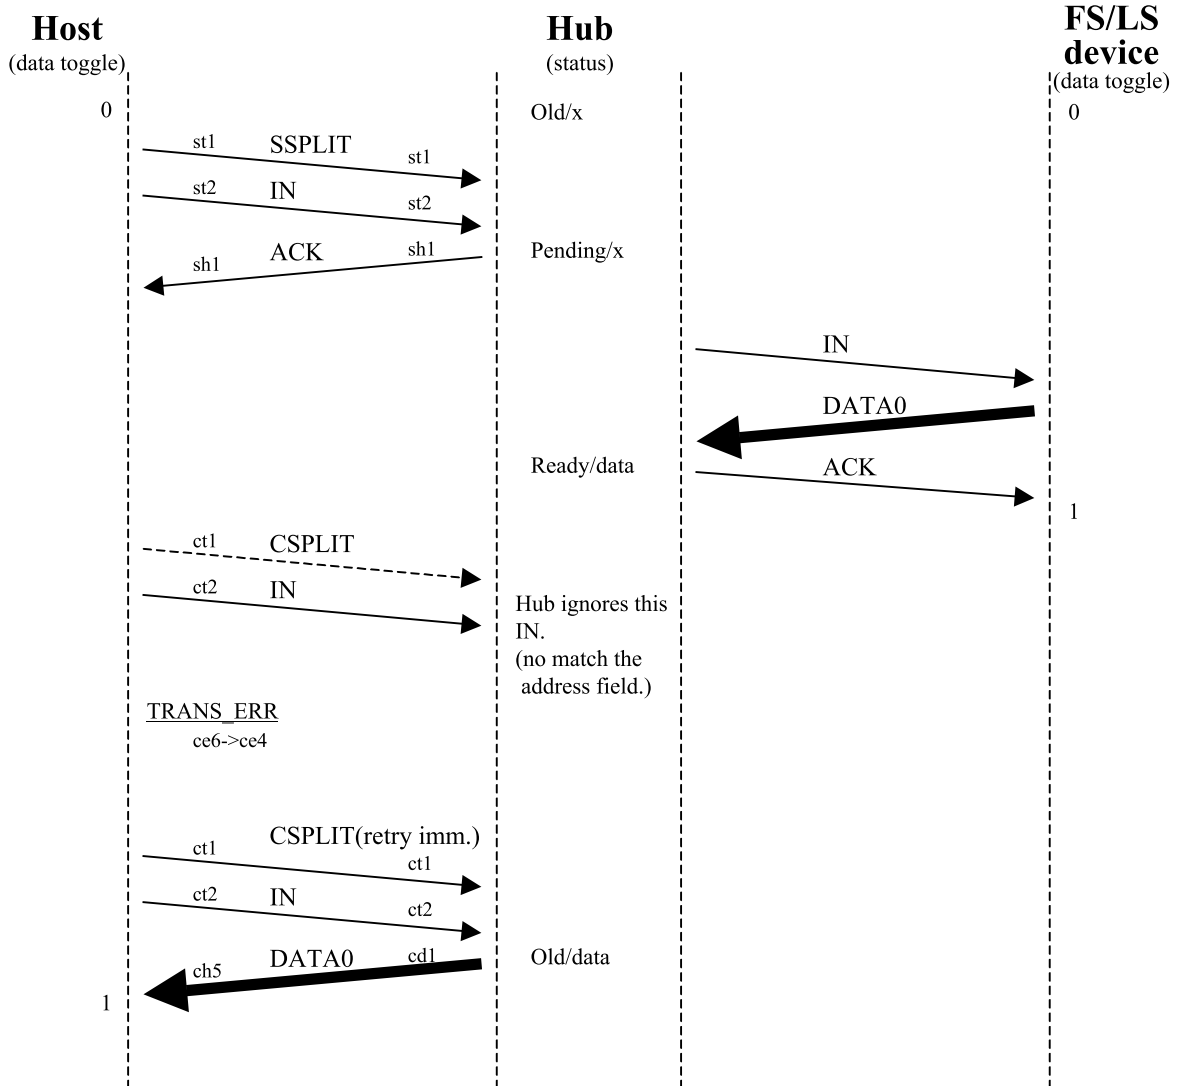 Host
(data toggle)
Hub
(status)
FS/LS
device
(data toggle)
0
Old/x
0
st1
SSPLIT
st1
st2
IN
st2
ACK
sh1
sh1
Pending/x
IN
DATA0
Ready/data
ACK
1
ct1
CSPLIT
ct2
IN
Hub ignores this
IN.
(no match the
address field.)
TRANS_ERR
ce6->ce4
CSPLIT(retry imm.)
ct1
ct1
ct2
IN
ct2
DATA0
cd1
ch5
Old/data
1